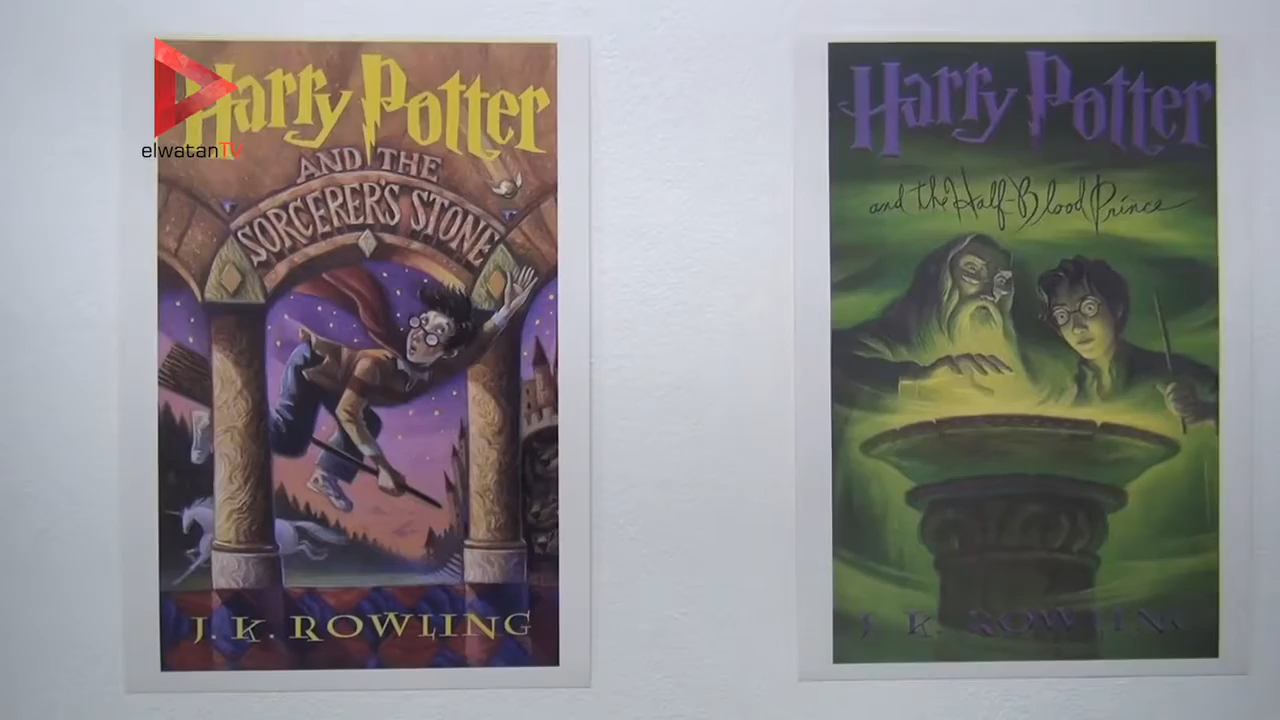 elwatanTV
Harry Potter
AND THE
SORCERER'S STONE
J. K. ROWLING
Harry Potter
and the Half-Blood Prince
J. K. ROWLING